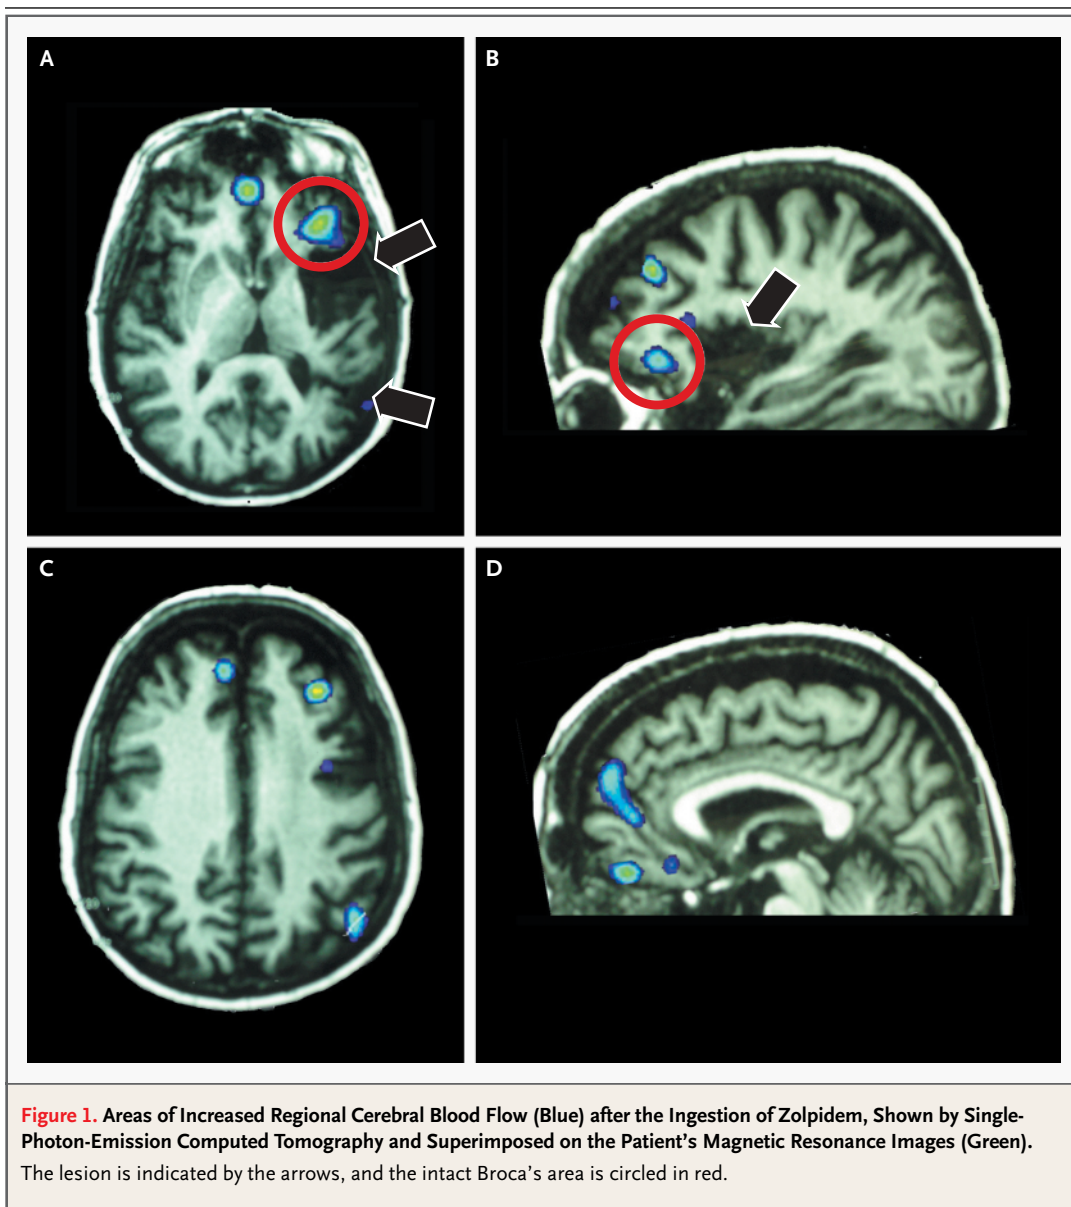 A
B
C
D
Figure 1. Areas of Increased Regional Cerebral Blood Flow (Blue) after the Ingestion of Zolpidem, Shown by Single-
Photon-Emission Computed Tomography and Superimposed on the Patient’s Magnetic Resonance Images (Green).
The lesion is indicated by the arrows, and the intact Broca’s area is circled in red.